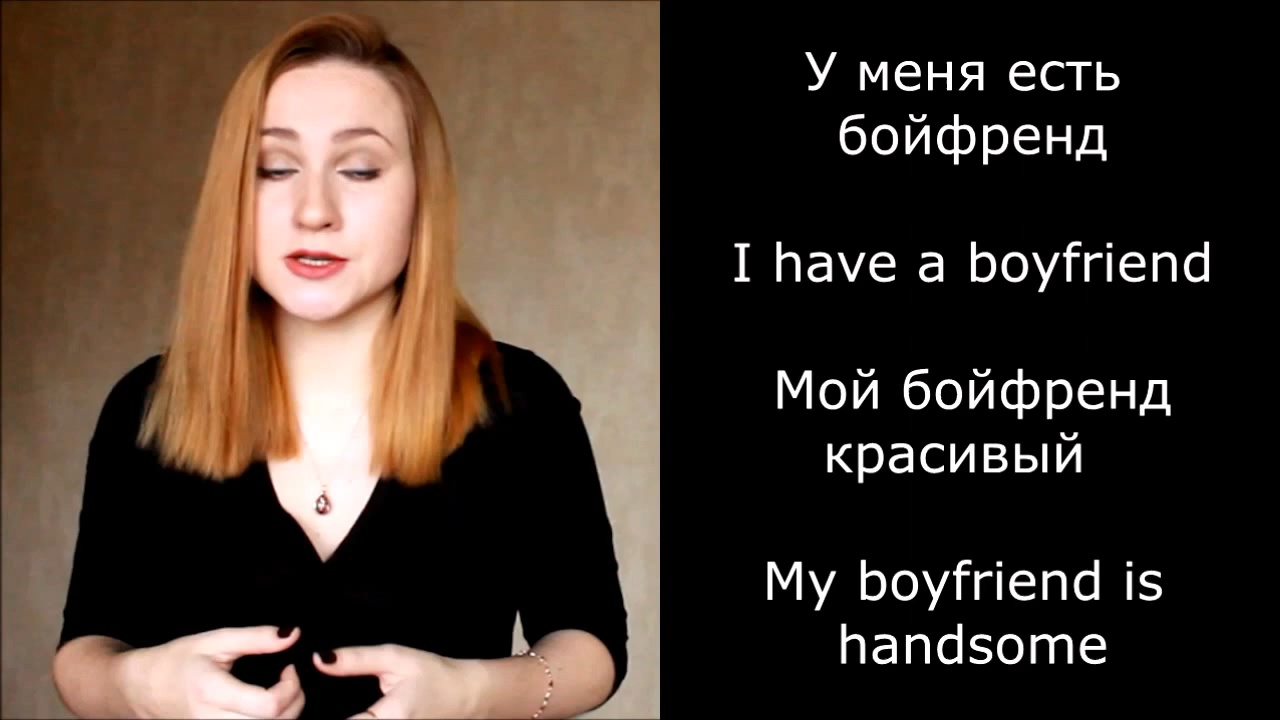 У меня есть
бойфренд
I have a boyfriend
Мой бойфренд
красивый
My boyfriend is
handsome